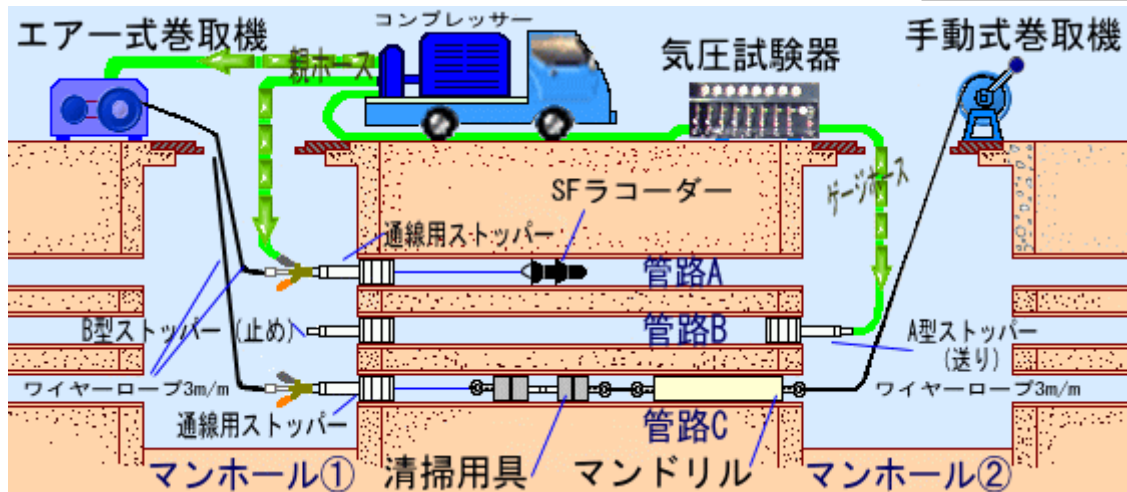 コンプレッサー
エアー式巻取機
手動式巻取機
親ホース
気圧試験器
SFラコーダー
ゲージホース
通線用ストッパー
管路A
B型ストッパー(止め)
管路B
A型ストッパー
(送り)
ワイヤーロープ3m/m
ワイヤーロープ3m/m
通線用ストッパー
管路C
マンホール①
清掃用具
マンドリル
マンホール②